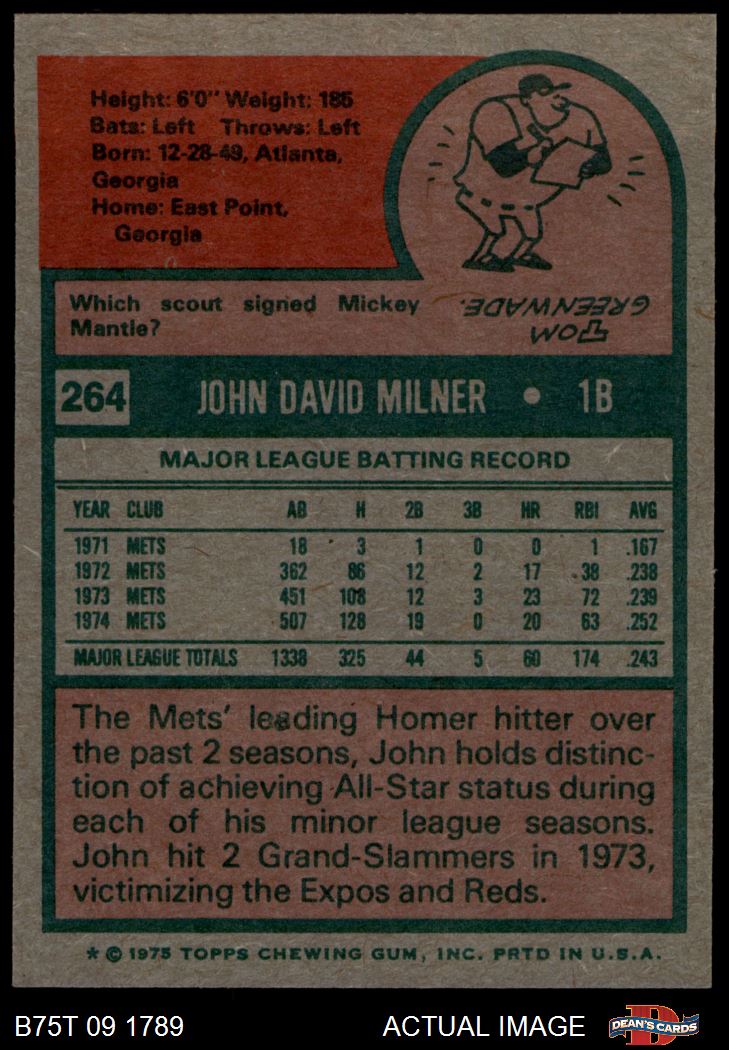 Height: 6'0" Weight: 185
Bats: Left Throws: Left
Born: 12-28-49, Atlanta,
Georgia
Home: East Point,
Georgia
Which scout signed Mickey
Mantle?
TOM
GREENWADE.
264 JOHN DAVID MILNER • 1B
MAJOR LEAGUE BATTING RECORD
YEAR CLUB AB H 2B 3B HR RBI AVG
1971 METS 18 3 1 0 0 1 .167
1972 METS 362 86 12 2 17 38 .238
1973 METS 451 108 12 3 23 72 .239
1974 METS 507 128 19 0 20 63 .252
MAJOR LEAGUE TOTALS 1338 325 44 5 60 174 .243
The Mets' leading Homer hitter over
the past 2 seasons, John holds distinc-
tion of achieving All-Star status during
each of his minor league seasons.
John hit 2 Grand-Slammers in 1973,
victimizing the Expos and Reds.
* © 1975 TOPPS CHEWING GUM, INC. PRTD IN U.S.A.
B75T 09 1789 ACTUAL IMAGE
D
DEAN'S CARDS